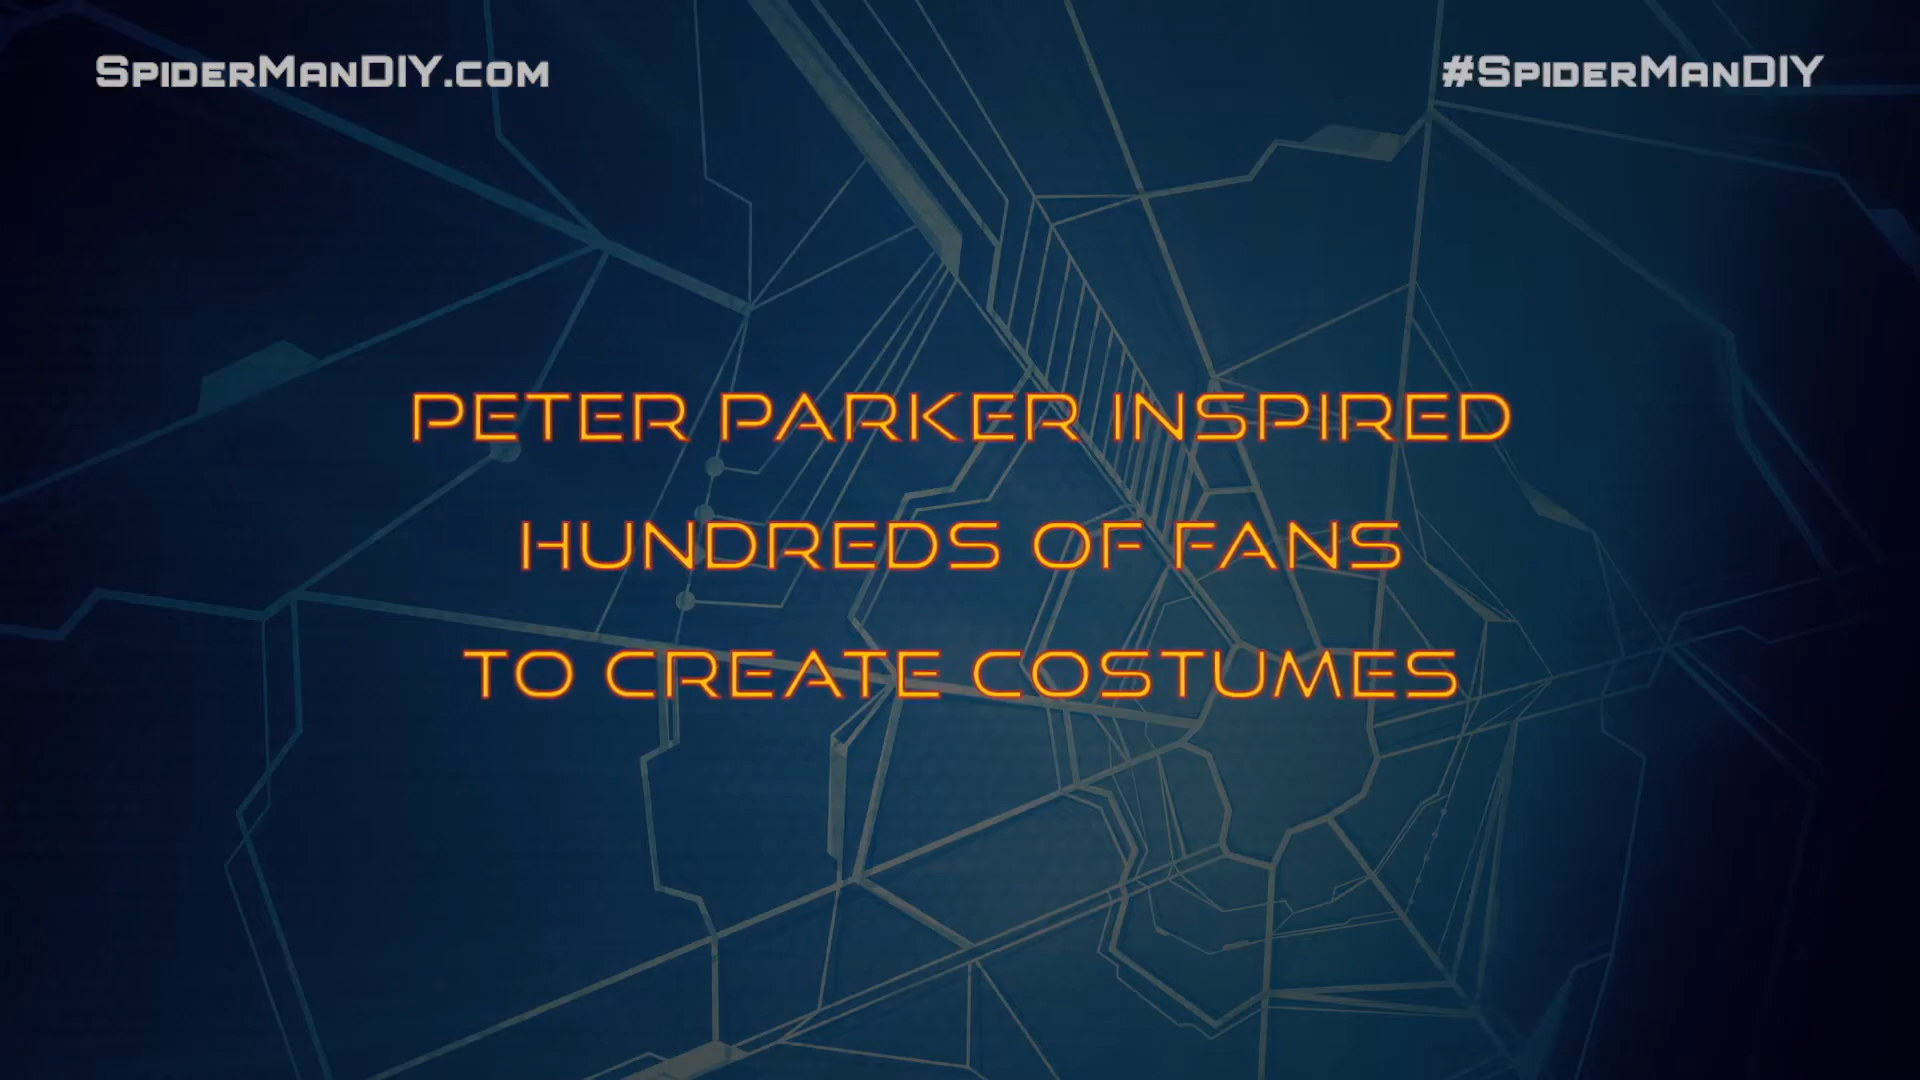 SpiderManDIY.com
#SpiderManDIY
PETER PARKER INSPIRED
HUNDREDS OF FANS
TO CREATE COSTUMES